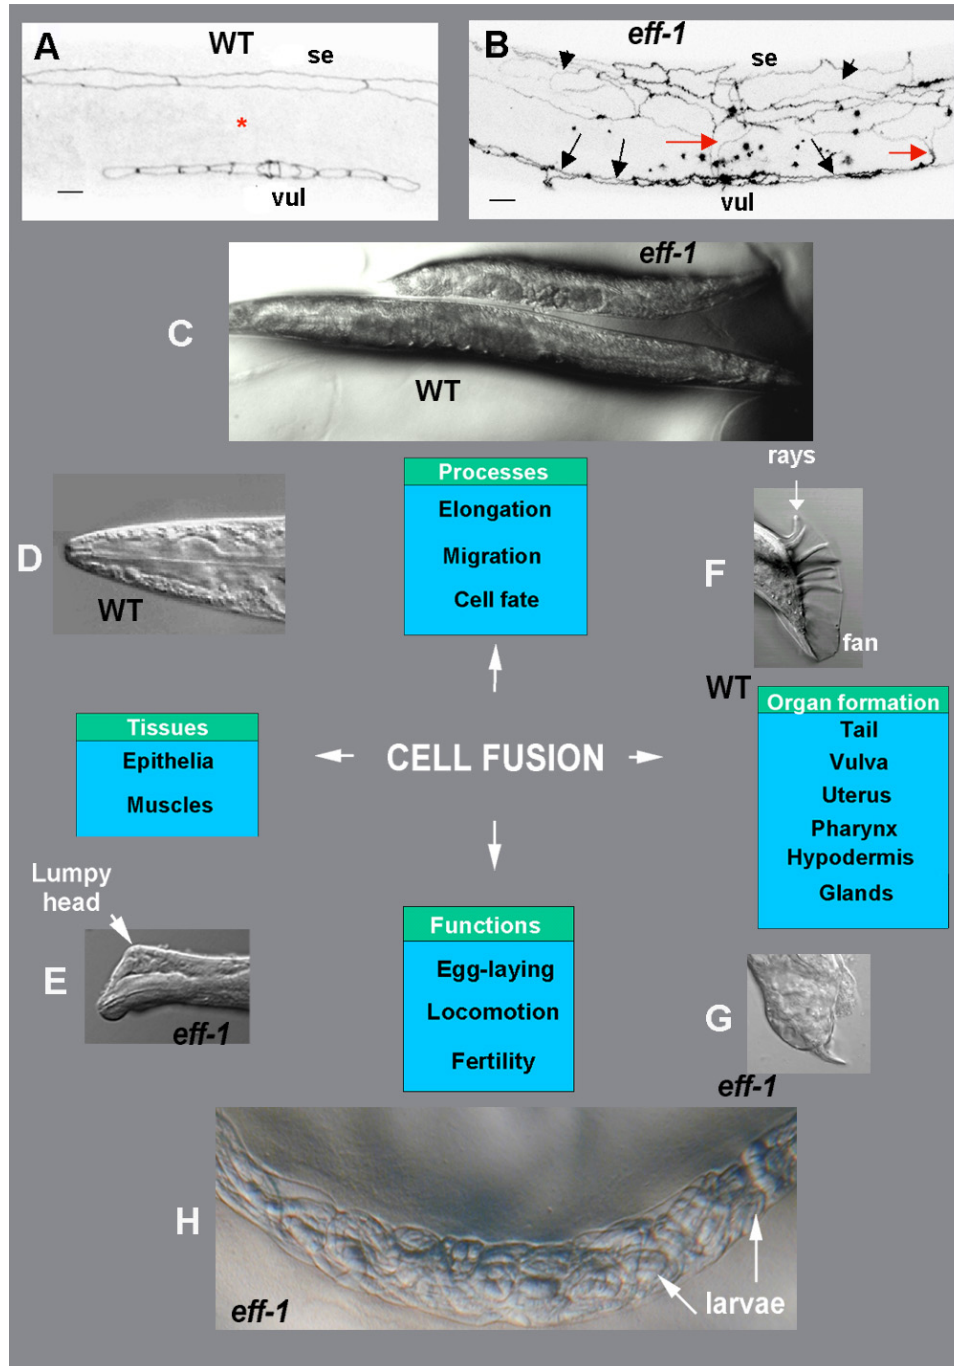 A
WT
se
*
vul
B
eff-1
se
vul
C
eff-1
WT
Processes
Elongation
Migration
Cell fate
D
WT
rays
F
fan
WT
Tissues
Epithelia
Muscles
CELL FUSION
Organ formation
Tail
Vulva
Uterus
Pharynx
Hypodermis
Glands
Lumpy
head
E
eff-1
Functions
Egg-laying
Locomotion
Fertility
G
eff-1
H
eff-1
larvae